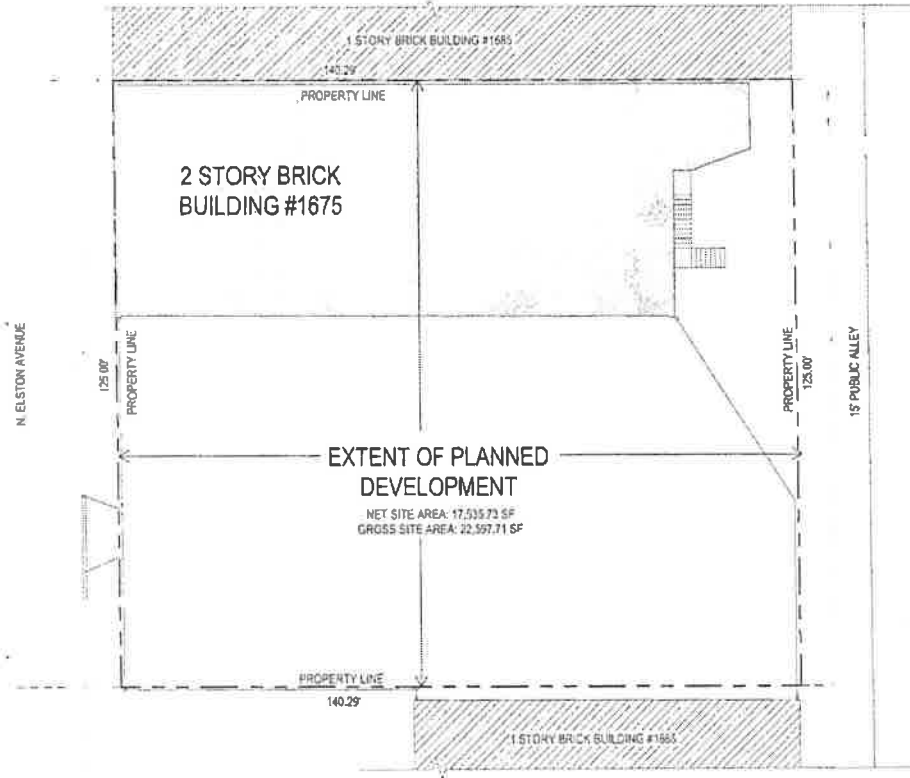 1 STORY BRICK BUILDING #1685
140.29'
PROPERTY LINE
2 STORY BRICK
BUILDING #1675
N. ELSTON AVENUE
125.00'
PROPERTY LINE
PROPERTY LINE
125.00'
15' PUBLIC ALLEY
EXTENT OF PLANNED
DEVELOPMENT
NET SITE AREA: 17,535.73 SF
GROSS SITE AREA: 22,597.71 SF
PROPERTY LINE
140.29'
1 STORY BRICK BUILDING #1665